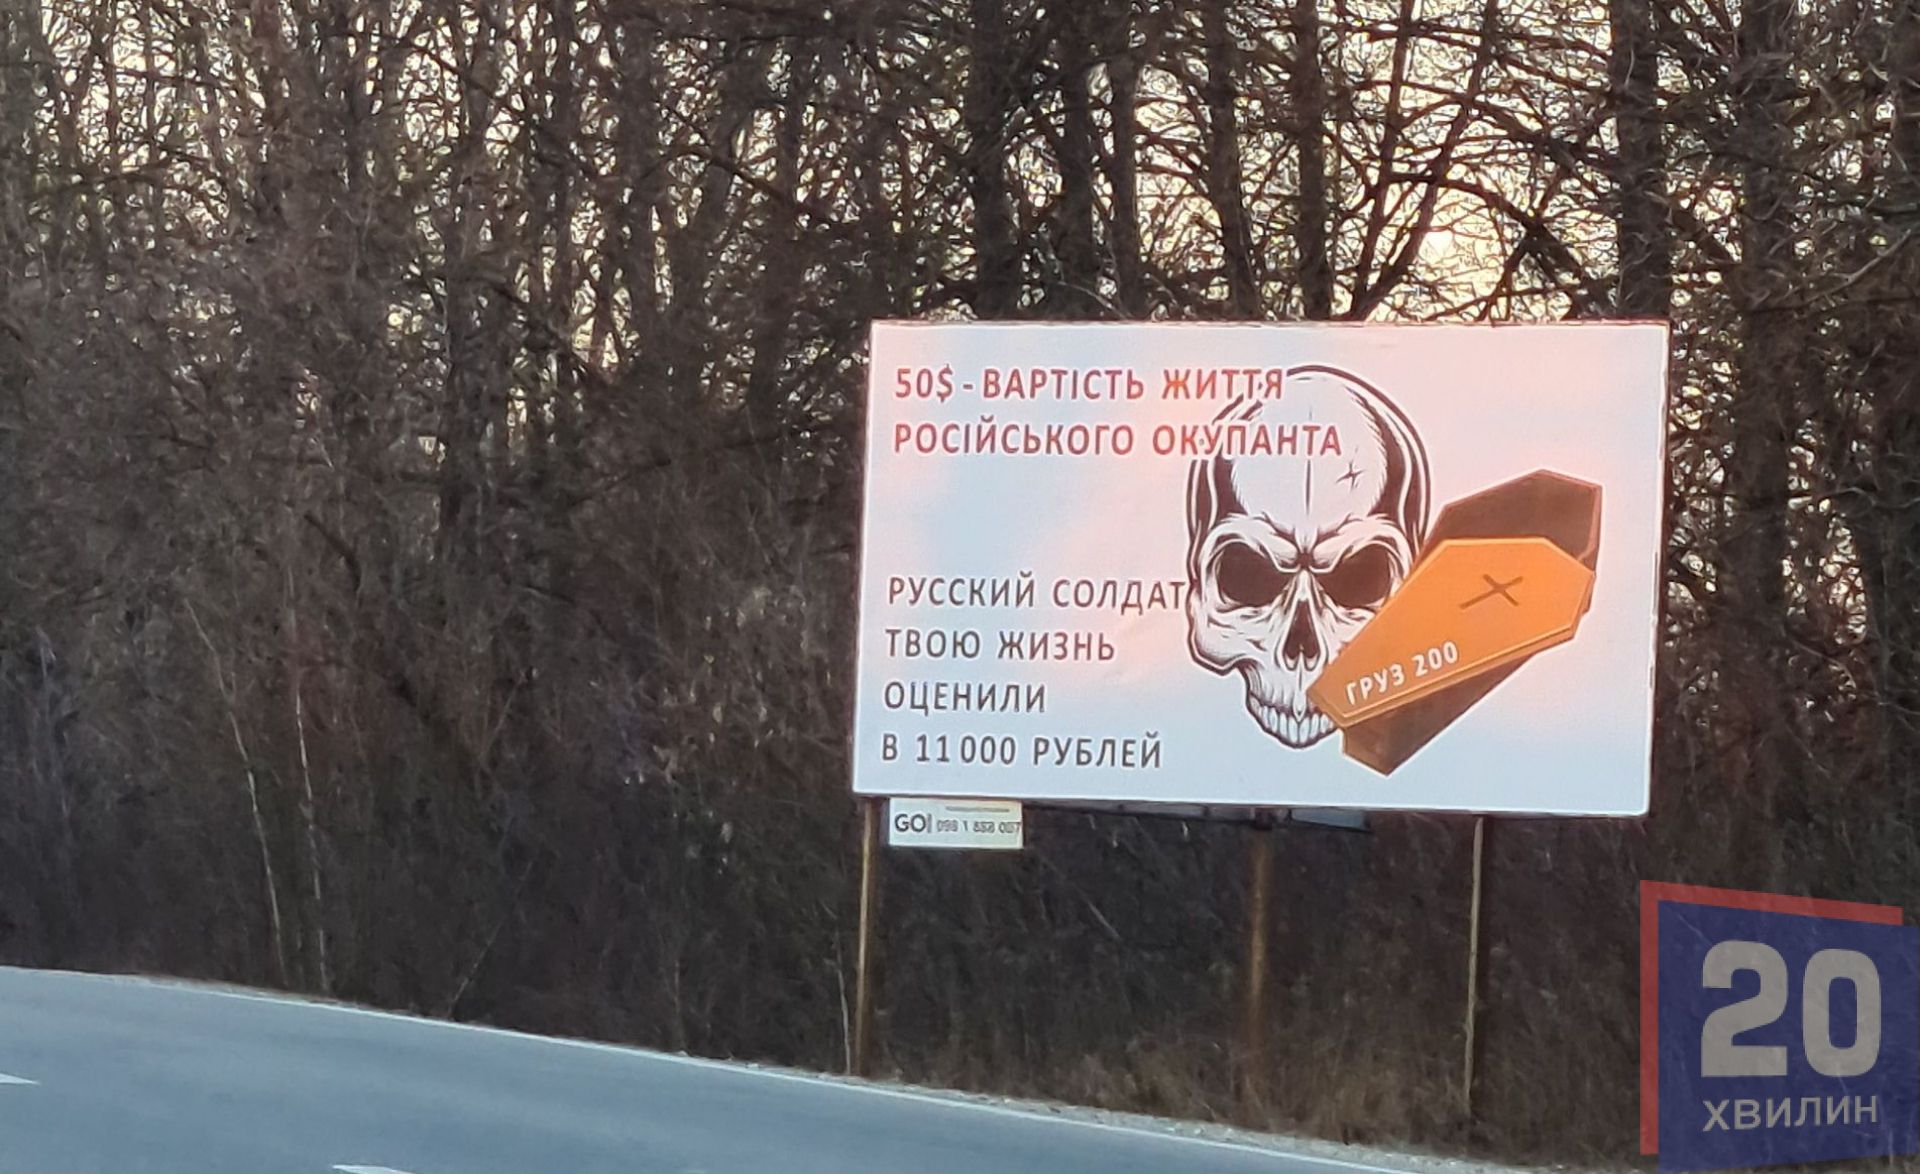 50$ - ВАРТІСТЬ ЖИТТЯ
РОСІЙСЬКОГО ОКУПАНТА
РУССКИЙ СОЛДАТ
ТВОЮ ЖИЗНЬ
ОЦЕНИЛИ
В 11 000 РУБЛЕЙ
ГРУЗ 200
GO!
20
ХВИЛИН